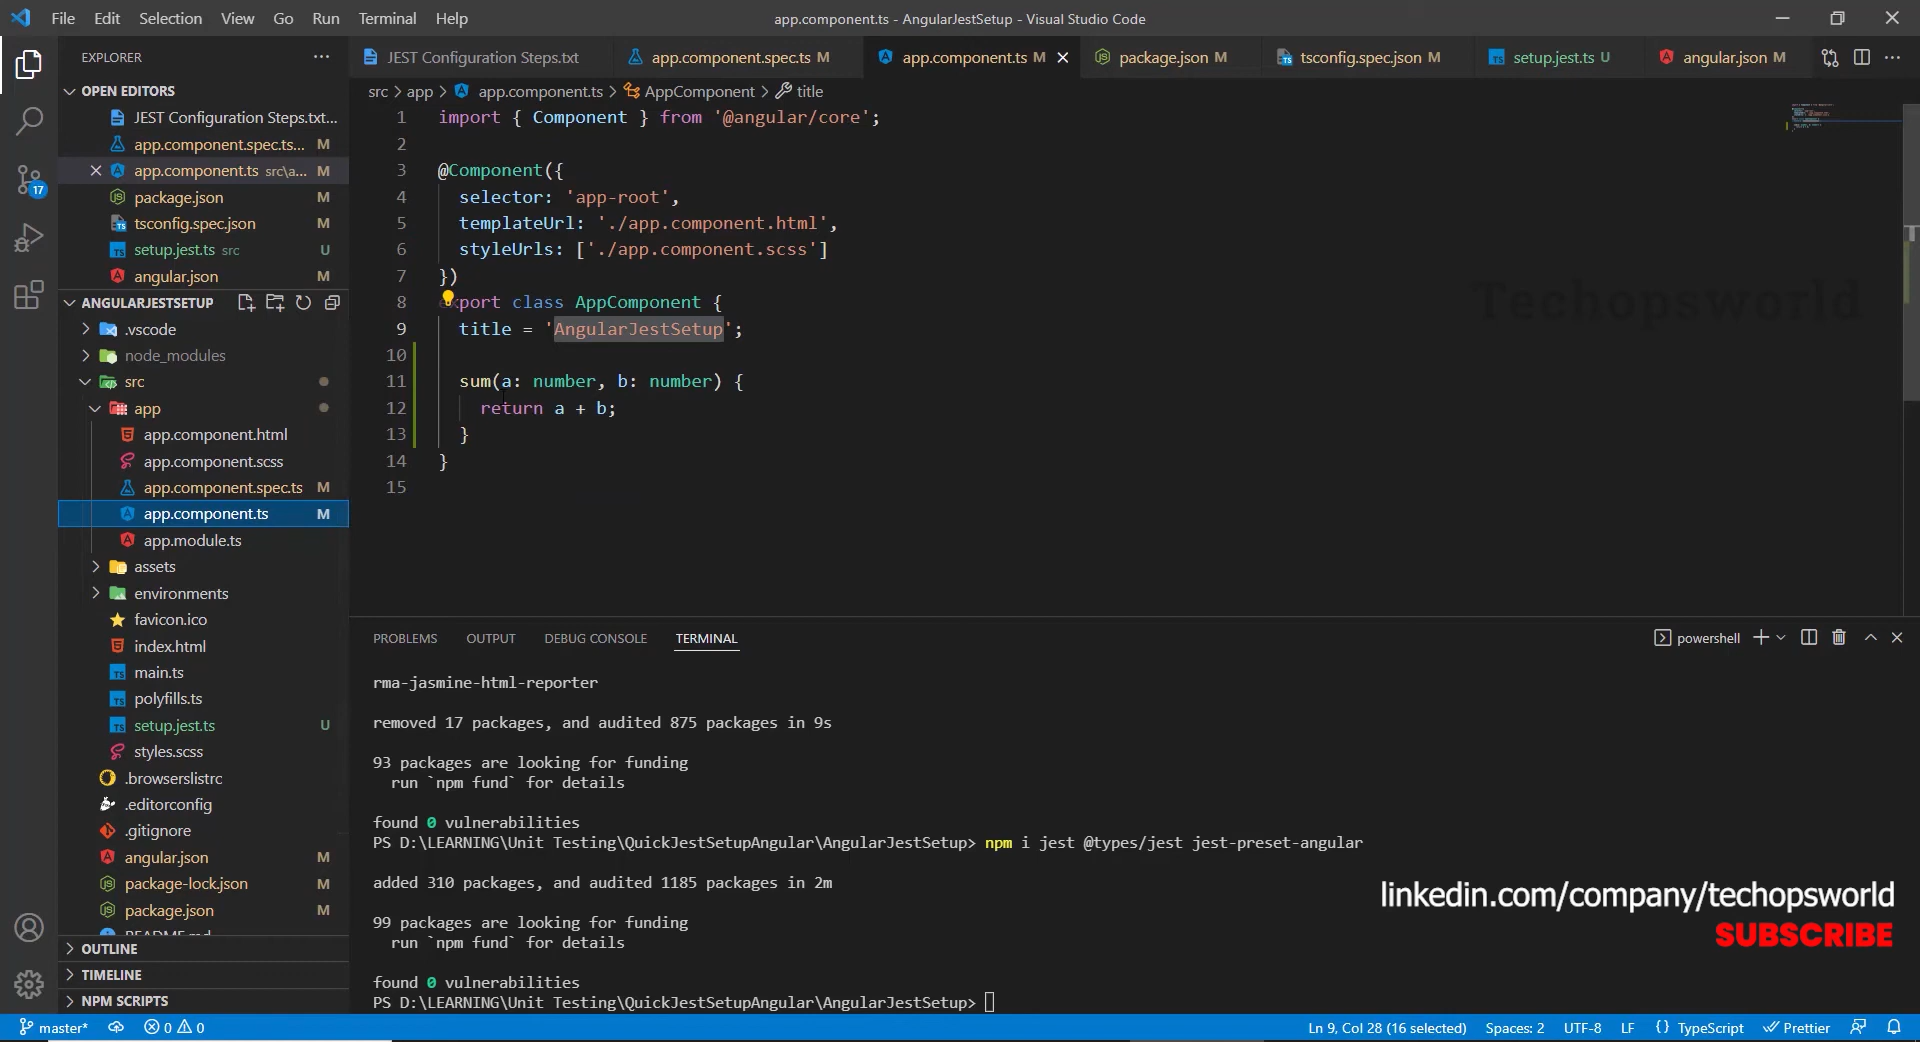 File Edit Selection View Go Run Terminal Help
app.component.ts - AngularJestSetup - Visual Studio Code
EXPLORER
JEST Configuration Steps.txt
app.component.spec.ts M
app.component.ts M
package.json M
tsconfig.spec.json M
setup.jest.ts U
angular.json M
OPEN EDITORS
JEST Configuration Steps.txt...
app.component.spec.ts... M
app.component.ts src\a... M
package.json M
tsconfig.spec.json M
setup.jest.ts src U
angular.json M
ANGULARJESTSETUP
.vscode
node_modules
src
app
app.component.html
app.component.scss
app.component.spec.ts M
app.component.ts M
app.module.ts
assets
environments
favicon.ico
index.html
main.ts
polyfills.ts
setup.jest.ts U
styles.scss
.browserslistrc
.editorconfig
.gitignore
angular.json M
package-lock.json M
package.json M
README.md
OUTLINE
TIMELINE
NPM SCRIPTS
17
src > app > app.component.ts > AppComponent > title
1 import { Component } from '@angular/core';
2
3 @Component({
4 selector: 'app-root',
5 templateUrl: './app.component.html',
6 styleUrls: ['./app.component.scss']
7 })
8 export class AppComponent {
9 title = 'AngularJestSetup';
10
11 sum(a: number, b: number) {
12 return a + b;
13 }
14 }
15
Techopsworld
PROBLEMS OUTPUT DEBUG CONSOLE TERMINAL
powershell
rma-jasmine-html-reporter
removed 17 packages, and audited 875 packages in 9s
93 packages are looking for funding
run `npm fund` for details
found 0 vulnerabilities
PS D:\LEARNING\Unit Testing\QuickJestSetupAngular\AngularJestSetup> npm i jest @types/jest jest-preset-angular
added 310 packages, and audited 1185 packages in 2m
99 packages are looking for funding
run `npm fund` for details
found 0 vulnerabilities
PS D:\LEARNING\Unit Testing\QuickJestSetupAngular\AngularJestSetup>
linkedin.com/company/techopsworld
SUBSCRIBE
master* 0 0
Ln 9, Col 28 (16 selected) Spaces: 2 UTF-8 LF {} TypeScript Prettier